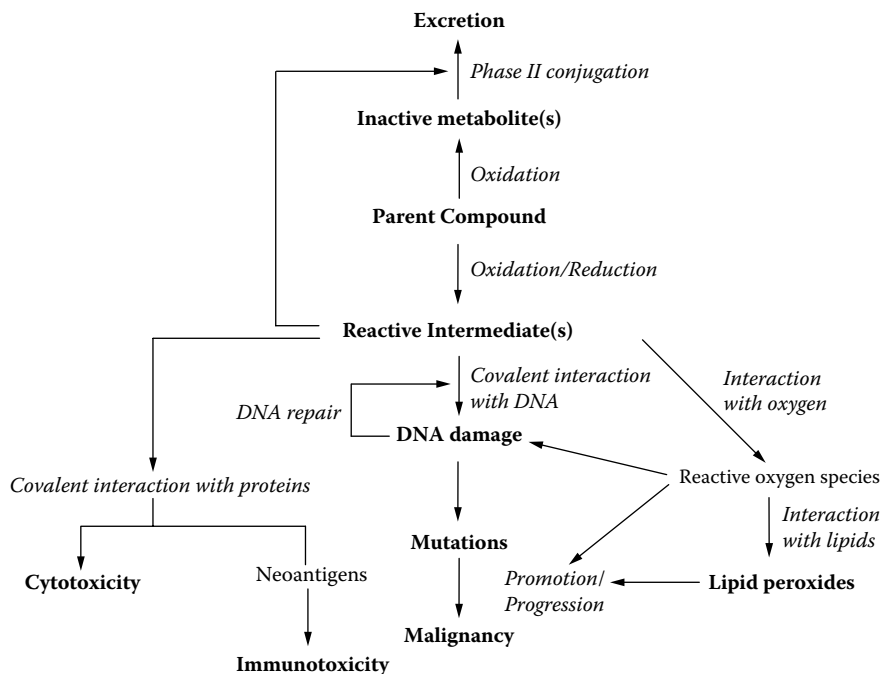 Excretion
Phase II conjugation
Inactive metabolite(s)
Oxidation
Parent Compound
Oxidation/Reduction
Reactive Intermediate(s)
Covalent interaction
with DNA
Interaction
with oxygen
DNA repair
DNA damage
Covalent interaction with proteins
Reactive oxygen species
Interaction
with lipids
Mutations
Cytotoxicity
Neoantigens
Promotion/
Progression
Lipid peroxides
Malignancy
Immunotoxicity